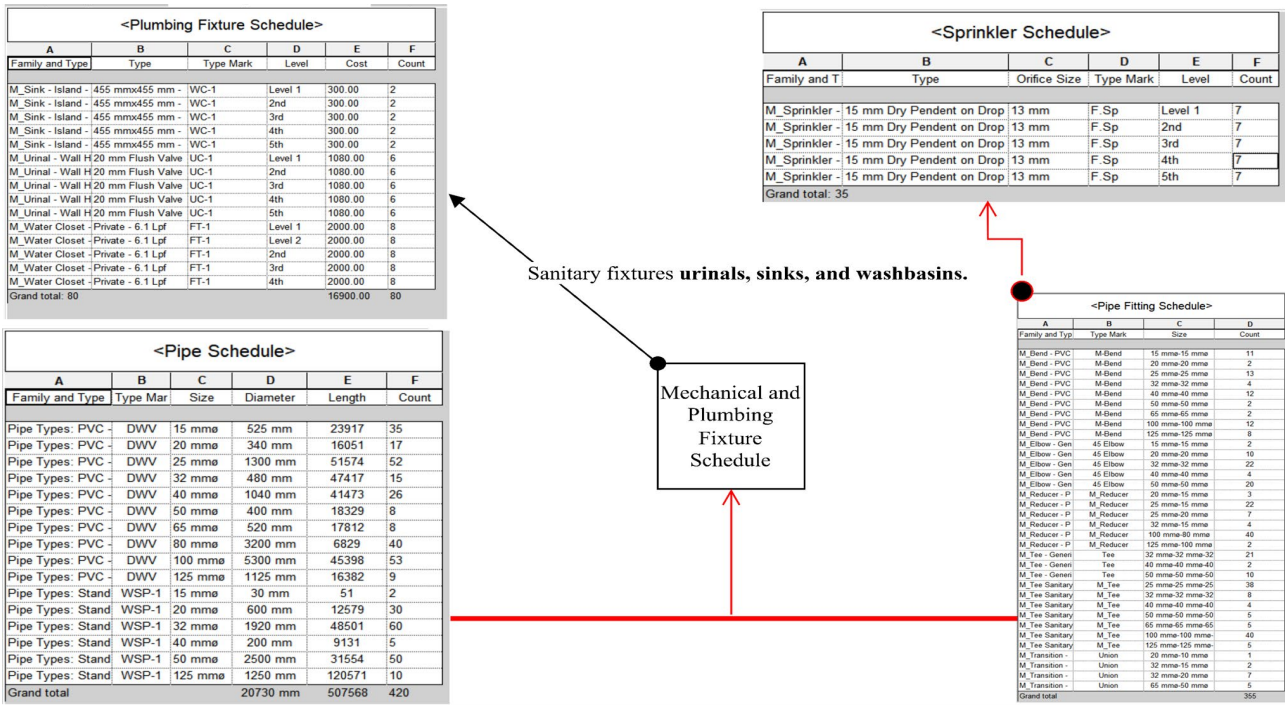 <Plumbing Fixture Schedule>
A B C D E F
Family and Type Type Type Mark Level Cost Count
M_Sink - Island - 455 mmx455 mm - WC-1 Level 1 300.00 2
M_Sink - Island - 455 mmx455 mm - WC-1 2nd 300.00 2
M_Sink - Island - 455 mmx455 mm - WC-1 3rd 300.00 2
M_Sink - Island - 455 mmx455 mm - WC-1 4th 300.00 2
M_Sink - Island - 455 mmx455 mm - WC-1 5th 300.00 2
M_Urinal - Wall H 20 mm Flush Valve UC-1 Level 1 1080.00 6
M_Urinal - Wall H 20 mm Flush Valve UC-1 2nd 1080.00 6
M_Urinal - Wall H 20 mm Flush Valve UC-1 3rd 1080.00 6
M_Urinal - Wall H 20 mm Flush Valve UC-1 4th 1080.00 6
M_Urinal - Wall H 20 mm Flush Valve UC-1 5th 1080.00 6
M_Water Closet - Private - 6.1 Lpf FT-1 Level 1 2000.00 8
M_Water Closet - Private - 6.1 Lpf FT-1 Level 2 2000.00 8
M_Water Closet - Private - 6.1 Lpf FT-1 2nd 2000.00 8
M_Water Closet - Private - 6.1 Lpf FT-1 3rd 2000.00 8
M_Water Closet - Private - 6.1 Lpf FT-1 4th 2000.00 8
Grand total: 80 16900.00 80
<Sprinkler Schedule>
A B C D E F
Family and T Type Orifice Size Type Mark Level Count
M_Sprinkler - 15 mm Dry Pendent on Drop 13 mm F.Sp Level 1 7
M_Sprinkler - 15 mm Dry Pendent on Drop 13 mm F.Sp 2nd 7
M_Sprinkler - 15 mm Dry Pendent on Drop 13 mm F.Sp 3rd 7
M_Sprinkler - 15 mm Dry Pendent on Drop 13 mm F.Sp 4th 7
M_Sprinkler - 15 mm Dry Pendent on Drop 13 mm F.Sp 5th 7
Grand total: 35
Sanitary fixtures urinals, sinks, and washbasins.
<Pipe Schedule>
A B C D E F
Family and Type Type Mar Size Diameter Length Count
Pipe Types: PVC - DWV 15 mmø 525 mm 23917 35
Pipe Types: PVC - DWV 20 mmø 340 mm 16051 17
Pipe Types: PVC - DWV 25 mmø 1300 mm 51574 52
Pipe Types: PVC - DWV 32 mmø 480 mm 47417 15
Pipe Types: PVC - DWV 40 mmø 1040 mm 41473 26
Pipe Types: PVC - DWV 50 mmø 400 mm 18329 8
Pipe Types: PVC - DWV 65 mmø 520 mm 17812 8
Pipe Types: PVC - DWV 80 mmø 3200 mm 6829 40
Pipe Types: PVC - DWV 100 mmø 5300 mm 45398 53
Pipe Types: PVC - DWV 125 mmø 1125 mm 16382 9
Pipe Types: Stand WSP-1 15 mmø 30 mm 51 2
Pipe Types: Stand WSP-1 20 mmø 600 mm 12579 30
Pipe Types: Stand WSP-1 32 mmø 1920 mm 48501 60
Pipe Types: Stand WSP-1 40 mmø 200 mm 9131 5
Pipe Types: Stand WSP-1 50 mmø 2500 mm 31554 50
Pipe Types: Stand WSP-1 125 mmø 1250 mm 120571 10
Grand total 20730 mm 507568 420
Mechanical and
Plumbing
Fixture
Schedule
<Pipe Fitting Schedule>
A B C D
Family and Typ Type Mark Size Count
M_Bend - PVC M-Bend 15 mmø-15 mmø 11
M_Bend - PVC M-Bend 20 mmø-20 mmø 2
M_Bend - PVC M-Bend 25 mmø-25 mmø 13
M_Bend - PVC M-Bend 32 mmø-32 mmø 4
M_Bend - PVC M-Bend 40 mmø-40 mmø 12
M_Bend - PVC M-Bend 50 mmø-50 mmø 2
M_Bend - PVC M-Bend 65 mmø-65 mmø 2
M_Bend - PVC M-Bend 100 mmø-100 mmø 12
M_Bend - PVC M-Bend 125 mmø-125 mmø 8
M_Elbow - Gen 45 Elbow 15 mmø-15 mmø 2
M_Elbow - Gen 45 Elbow 20 mmø-20 mmø 10
M_Elbow - Gen 45 Elbow 32 mmø-32 mmø 22
M_Elbow - Gen 45 Elbow 40 mmø-40 mmø 4
M_Elbow - Gen 45 Elbow 50 mmø-50 mmø 20
M_Reducer - P M_Reducer 20 mmø-15 mmø 3
M_Reducer - P M_Reducer 25 mmø-15 mmø 22
M_Reducer - P M_Reducer 25 mmø-20 mmø 7
M_Reducer - P M_Reducer 32 mmø-15 mmø 4
M_Reducer - P M_Reducer 100 mmø-80 mmø 40
M_Reducer - P M_Reducer 125 mmø-100 mmø 2
M_Tee - Generi Tee 32 mmø-32 mmø-32 21
M_Tee - Generi Tee 40 mmø-40 mmø-40 2
M_Tee - Generi Tee 50 mmø-50 mmø-50 10
M_Tee Sanitary M_Tee 25 mmø-25 mmø-25 38
M_Tee Sanitary M_Tee 32 mmø-32 mmø-32 8
M_Tee Sanitary M_Tee 40 mmø-40 mmø-40 4
M_Tee Sanitary M_Tee 50 mmø-50 mmø-50 5
M_Tee Sanitary M_Tee 65 mmø-65 mmø-65 5
M_Tee Sanitary M_Tee 100 mmø-100 mmø- 40
M_Tee Sanitary M_Tee 125 mmø-125 mmø- 5
M_Transition - Union 20 mmø-10 mmø 1
M_Transition - Union 32 mmø-15 mmø 2
M_Transition - Union 32 mmø-20 mmø 7
M_Transition - Union 65 mmø-50 mmø 5
Grand total 355